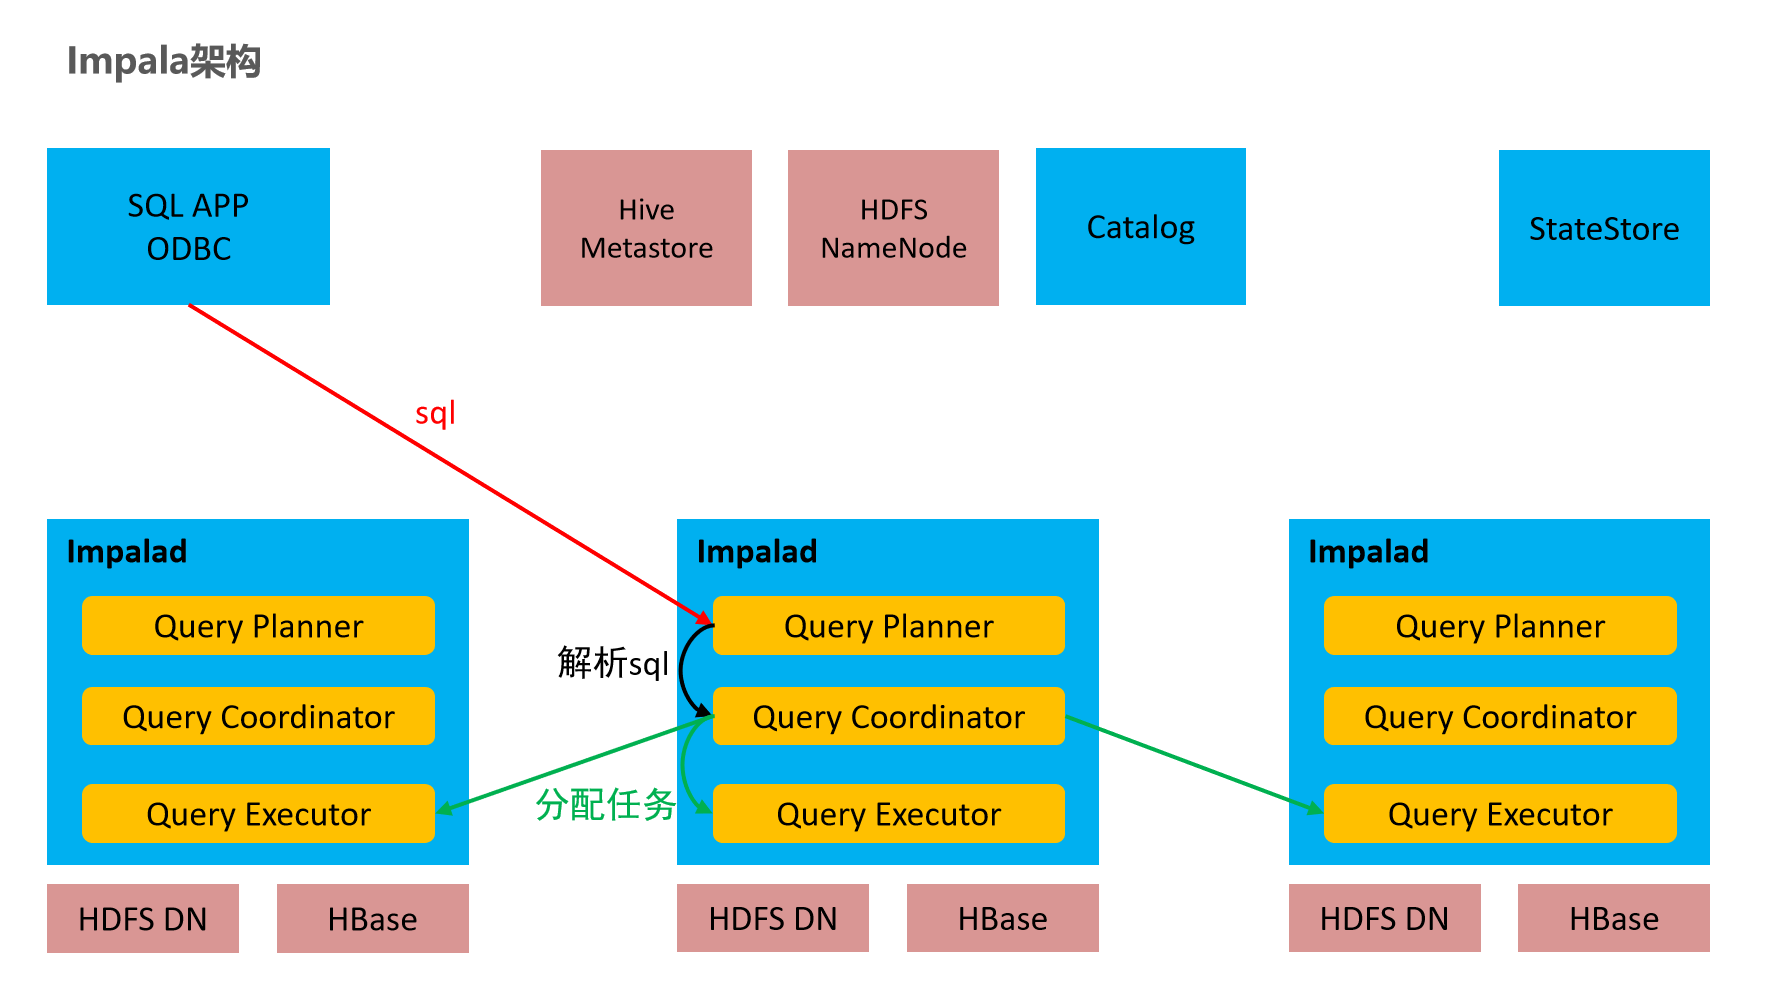 Impala架构
SQL APP
ODBC
Hive
Metastore
HDFS
NameNode
Catalog
StateStore
sql
Impalad
Query Planner
Query Coordinator
Query Executor
解析sql
分配任务
Impalad
Query Planner
Query Coordinator
Query Executor
Impalad
Query Planner
Query Coordinator
Query Executor
HDFS DN
HBase
HDFS DN
HBase
HDFS DN
HBase